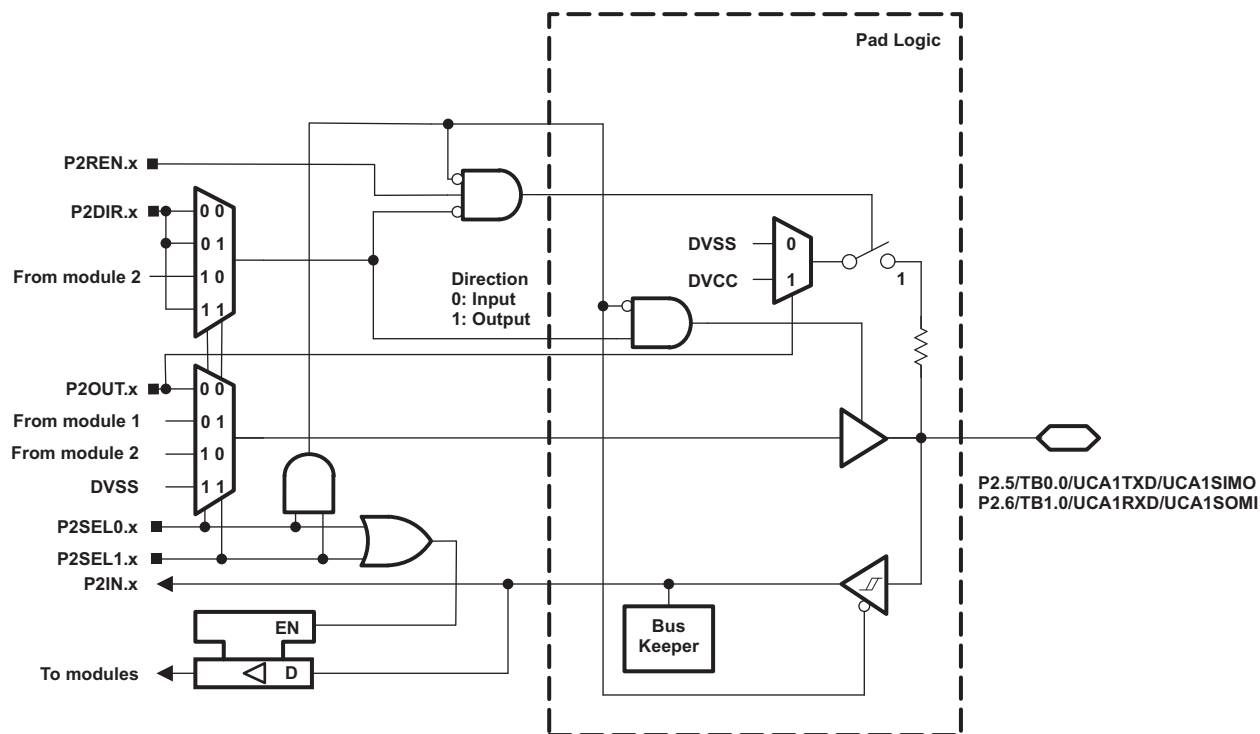 Pad Logic
P2REN.x
P2DIR.x
0 0
0 1
From module 2
1 0
1 1
Direction
0: Input
1: Output
DVSS
0
DVCC
1
1
P2OUT.x
0 0
From module 1
0 1
From module 2
1 0
DVSS
1 1
P2.5/TB0.0/UCA1TXD/UCA1SIMO
P2.6/TB1.0/UCA1RXD/UCA1SOMI
P2SEL0.x
P2SEL1.x
P2IN.x
EN
Bus
Keeper
To modules
D